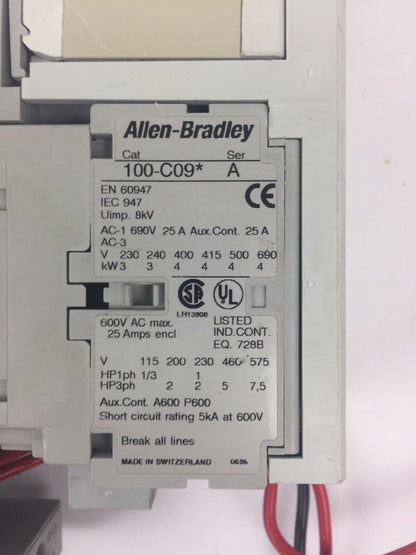 Allen-Bradley
Cat Ser
100-C09* A
EN 60947
IEC 947
Uimp. 8kV
CE
AC-1 690V 25 A Aux.Cont. 25 A
AC-3
V 230 240 400 415 500 690
kW 3 3 4 4 4 4
SA UL
LR13908
600V AC max. LISTED
25 Amps encl. IND.CONT.
EQ. 728B
V 115 200 230 460 575
HP1ph 1/3 1
HP3ph 2 2 5 7,5
Aux.Cont. A600 P600
Short circuit rating 5kA at 600V
Break all lines
MADE IN SWITZERLAND 0696